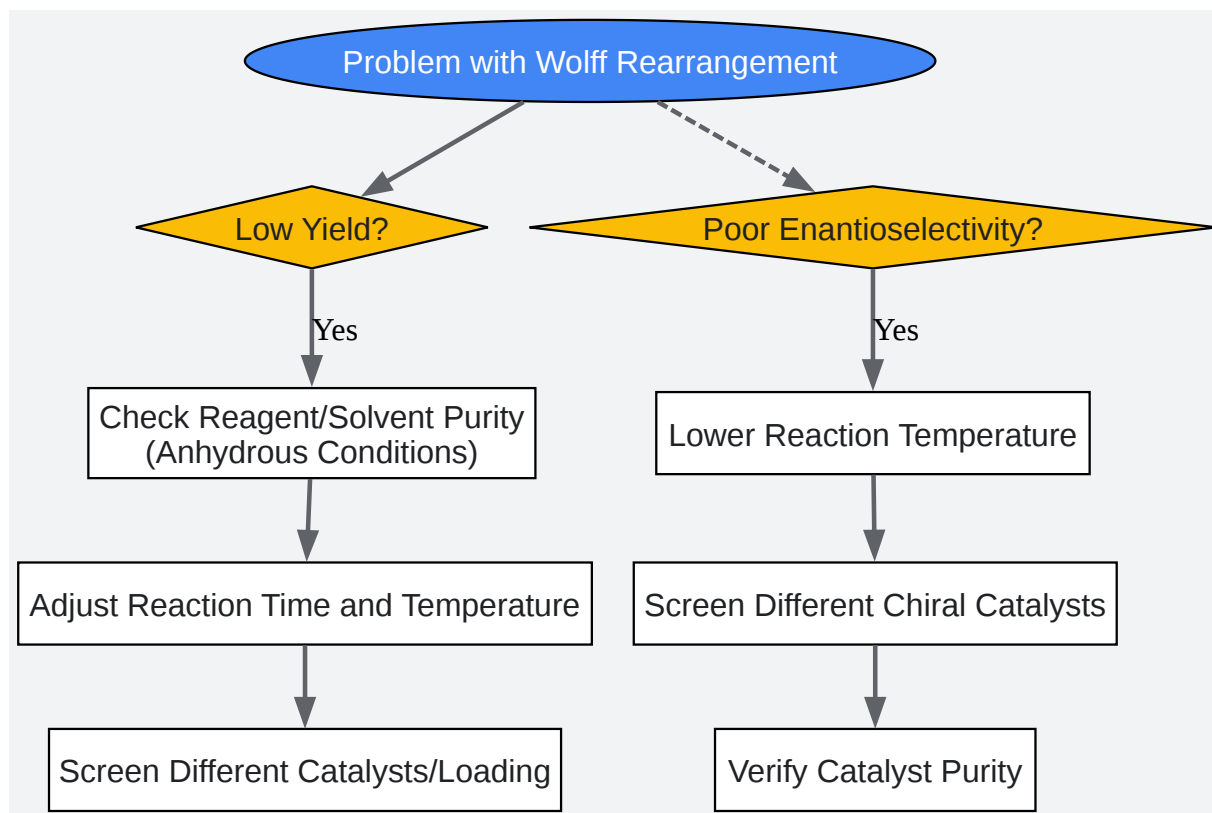 Problem with Wolff Rearrangement
Low Yield?
Poor Enantioselectivity?
Yes
Yes
Check Reagent/Solvent Purity
(Anhydrous Conditions)
Lower Reaction Temperature
Adjust Reaction Time and Temperature
Screen Different Chiral Catalysts
Screen Different Catalysts/Loading
Verify Catalyst Purity